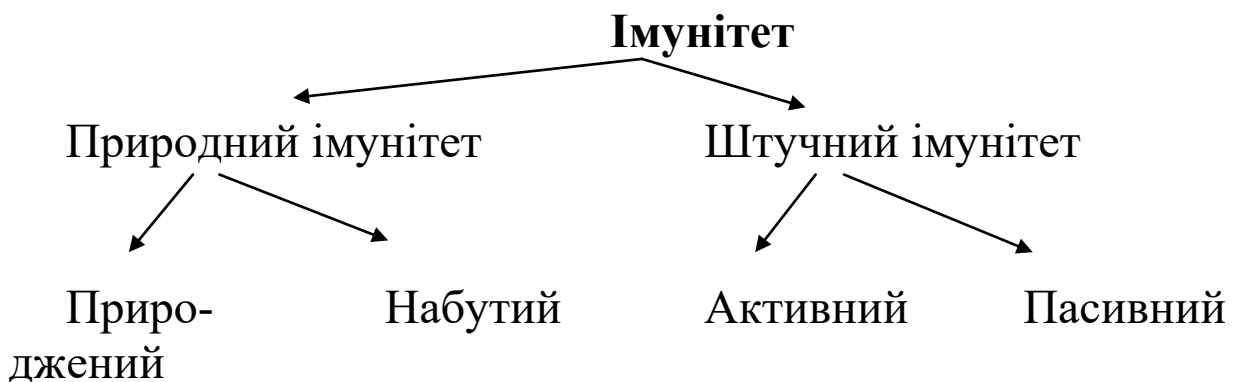 Імунітет
Природний імунітет Штучний імунітет
Приро- Набутий Активний Пасивний
джений